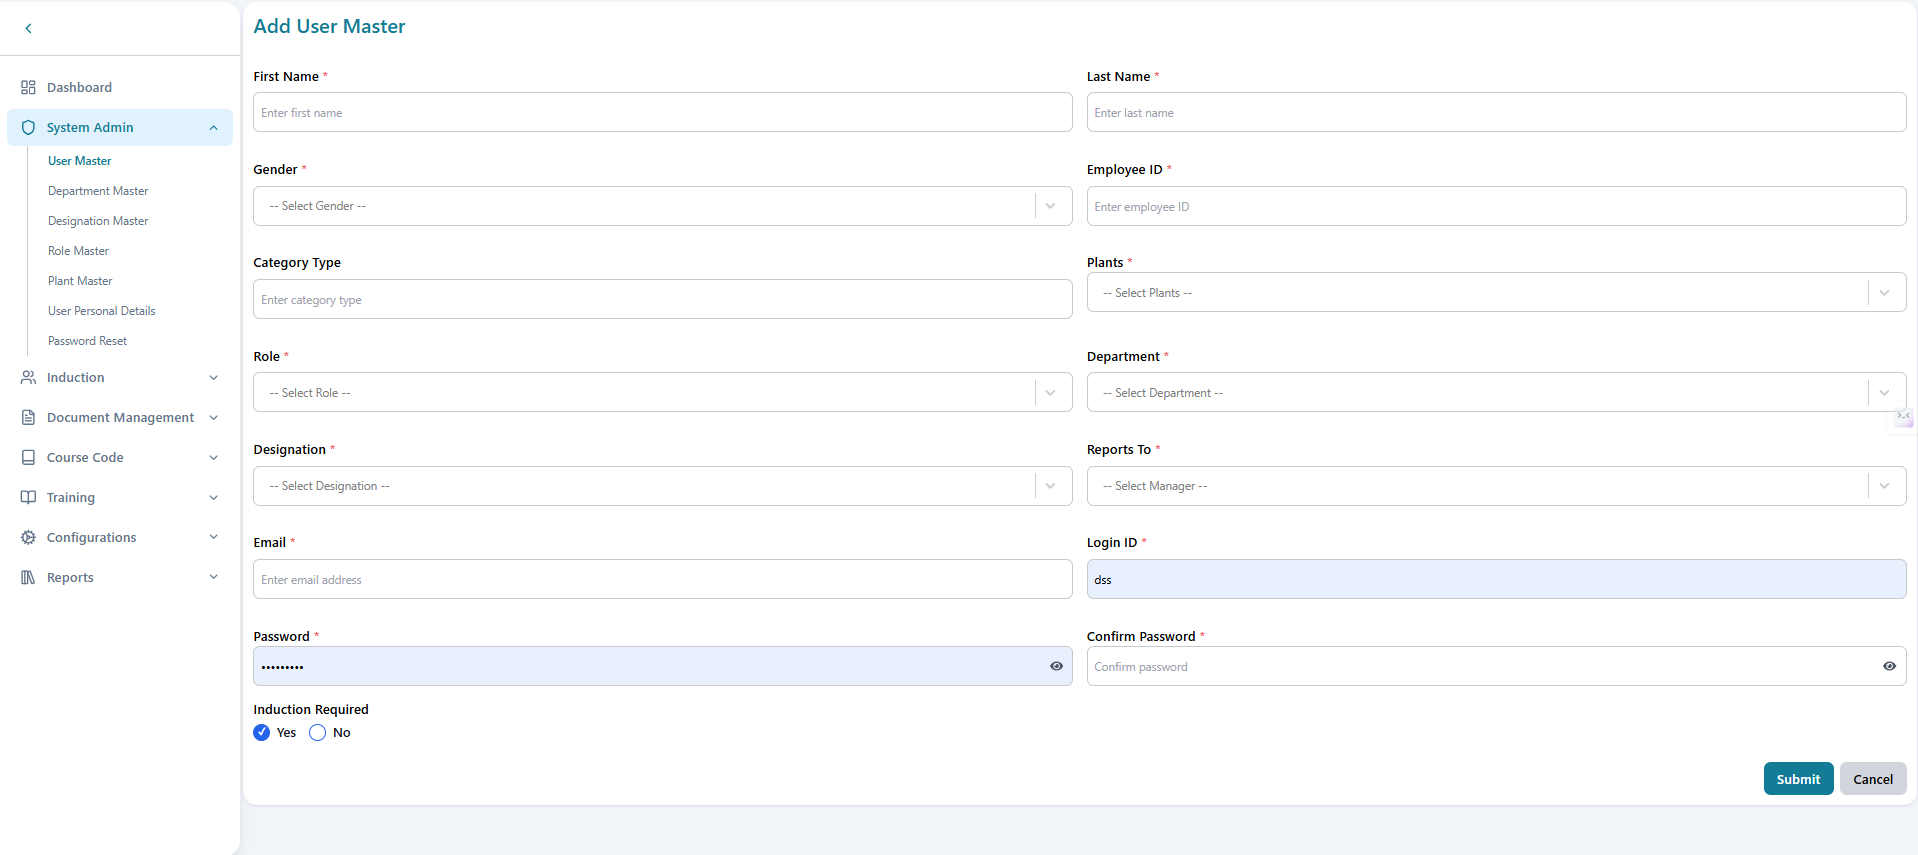 Add User Master
Dashboard
System Admin
User Master
Department Master
Designation Master
Role Master
Plant Master
User Personal Details
Password Reset
Induction
Document Management
Course Code
Training
Configurations
Reports
First Name *
Enter first name
Last Name *
Enter last name
Gender *
-- Select Gender --
Employee ID *
Enter employee ID
Category Type
Enter category type
Plants *
-- Select Plants --
Role *
-- Select Role --
Department *
-- Select Department --
Designation *
-- Select Designation --
Reports To *
-- Select Manager --
Email *
Enter email address
Login ID *
dss
Password *
•••••••••
Confirm Password *
Confirm password
Induction Required
Yes No
Submit Cancel